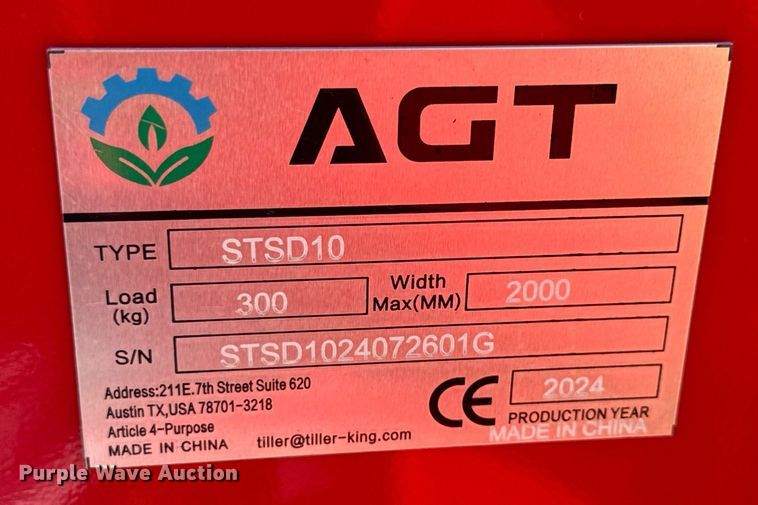 AGT
TYPE STSD10
Load (kg) 300 Width Max(MM) 2000
S/N STSD1024072601G
Address:211E.7th Street Suite 620
Austin TX,USA 78701-3218
Article 4-Purpose
MADE IN CHINA tiller@tiller-king.com
CE 2024
PRODUCTION YEAR
MADE IN CHINA
Purple Wave Auction